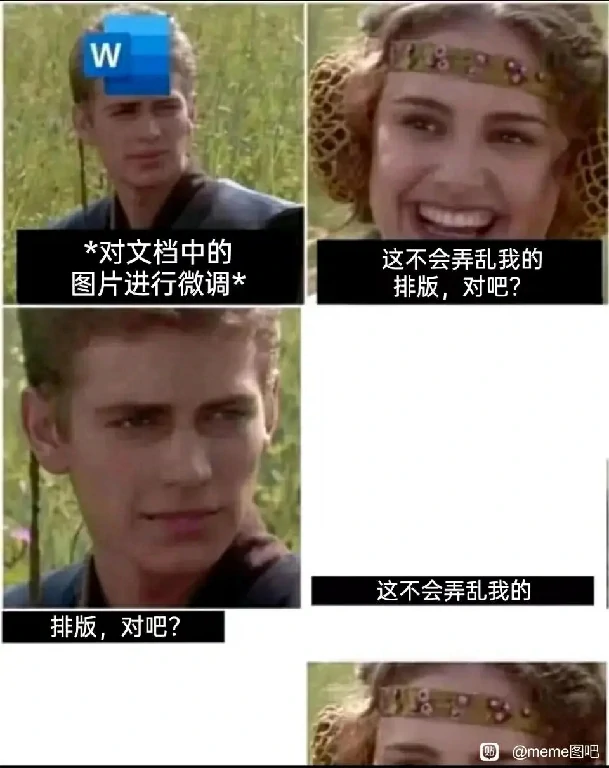 W
*对文档中的
图片进行微调*
这不会弄乱我的
排版，对吧？
这不会弄乱我的
排版，对吧？
贴 @meme图吧